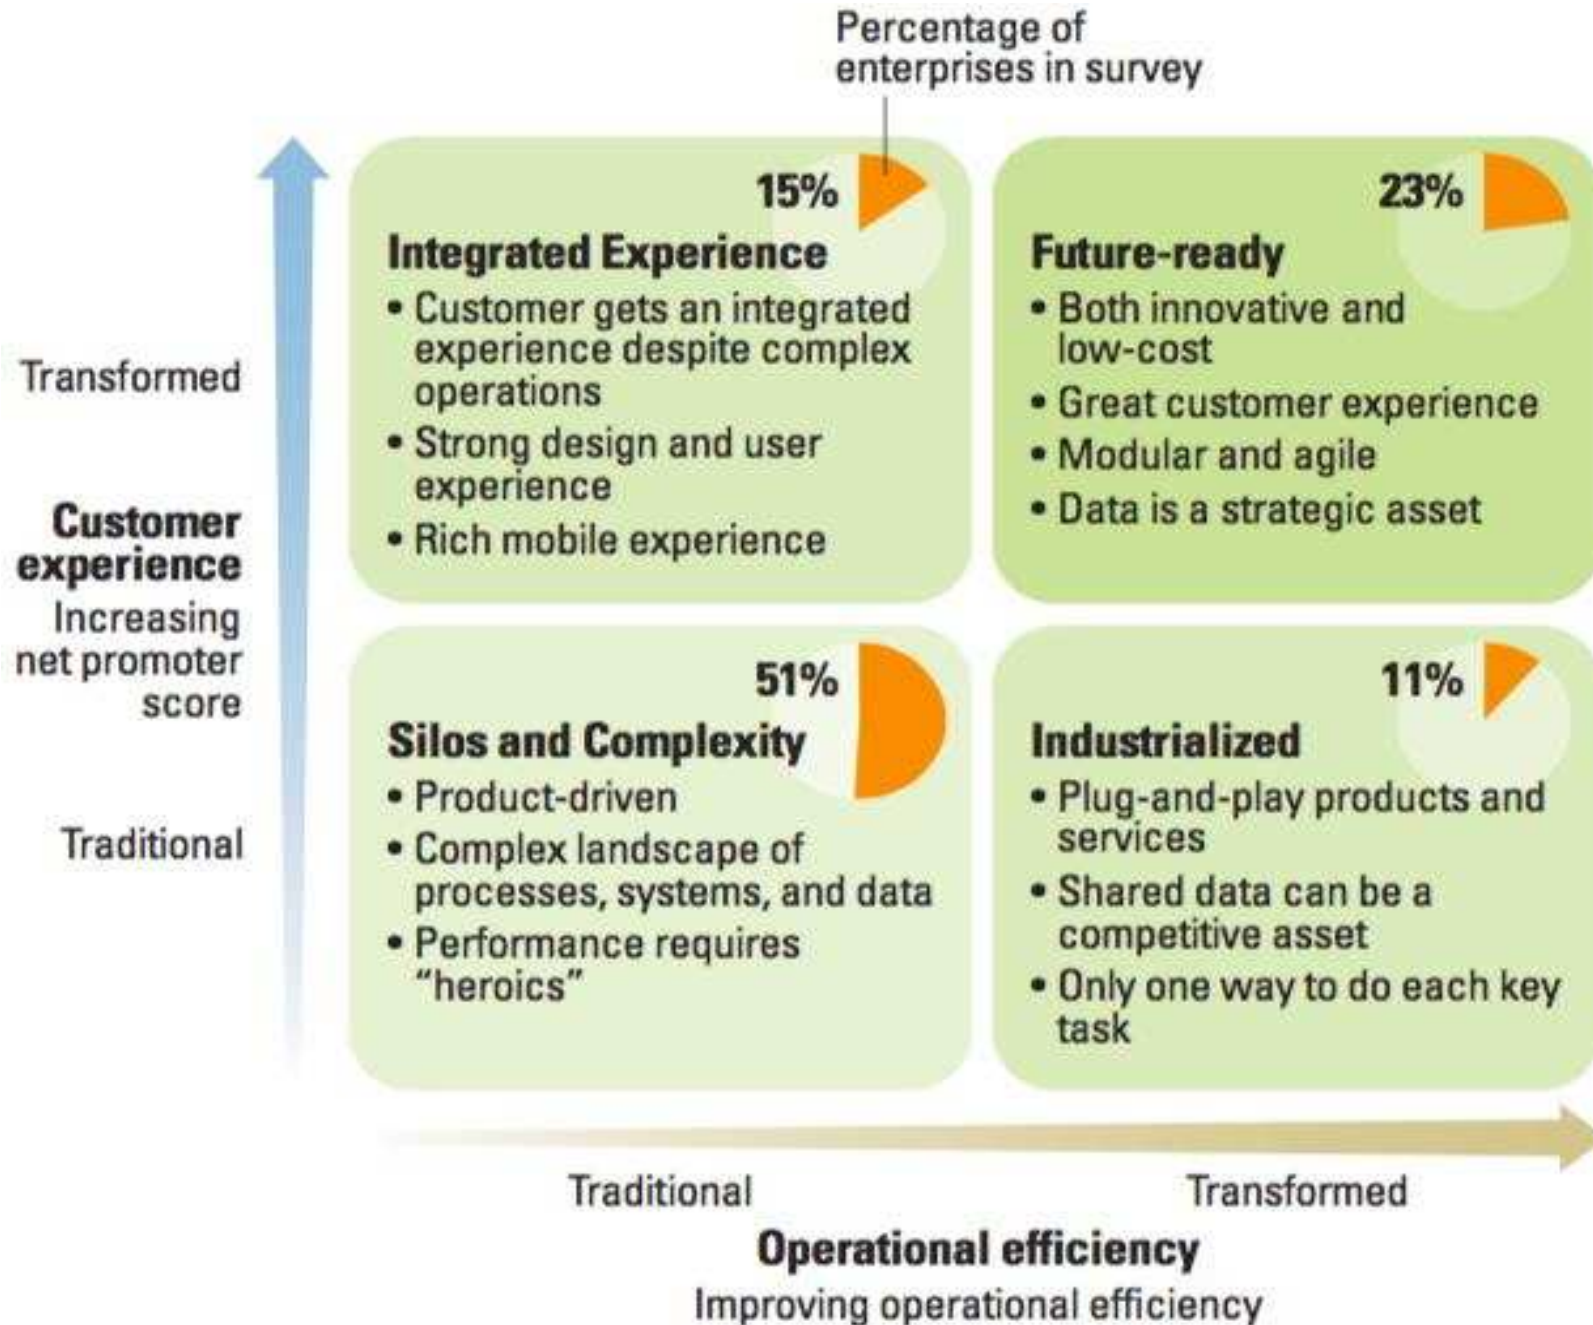 Percentage of
enterprises in survey
15%
Integrated Experience
• Customer gets an integrated
experience despite complex
operations
• Strong design and user
experience
• Rich mobile experience
23%
Future-ready
• Both innovative and
low-cost
• Great customer experience
• Modular and agile
• Data is a strategic asset
Transformed
Customer
experience
Increasing
net promoter
score
Traditional
51%
Silos and Complexity
• Product-driven
• Complex landscape of
processes, systems, and data
• Performance requires
“heroics”
11%
Industrialized
• Plug-and-play products and
services
• Shared data can be a
competitive asset
• Only one way to do each key
task
Traditional
Transformed
Operational efficiency
Improving operational efficiency